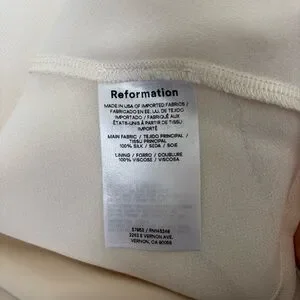 Reformation
MADE IN USA OF IMPORTED FABRICS /
FABRICADO EN EE. UU. DE TEJIDO
IMPORTADO / FABRIQUÉ AUX
ÉTATS-UNIS À PARTIR DE TISSU
IMPORTÉ
MAIN FABRIC / TEJIDO PRINCIPAL /
TISSU PRINCIPAL
100% SILK / SEDA / SOIE
LINING / FORRO / DOUBLURE
100% VISCOSE / VISCOSA
2263 E VERNON AVE.
VERNON, CA 90058